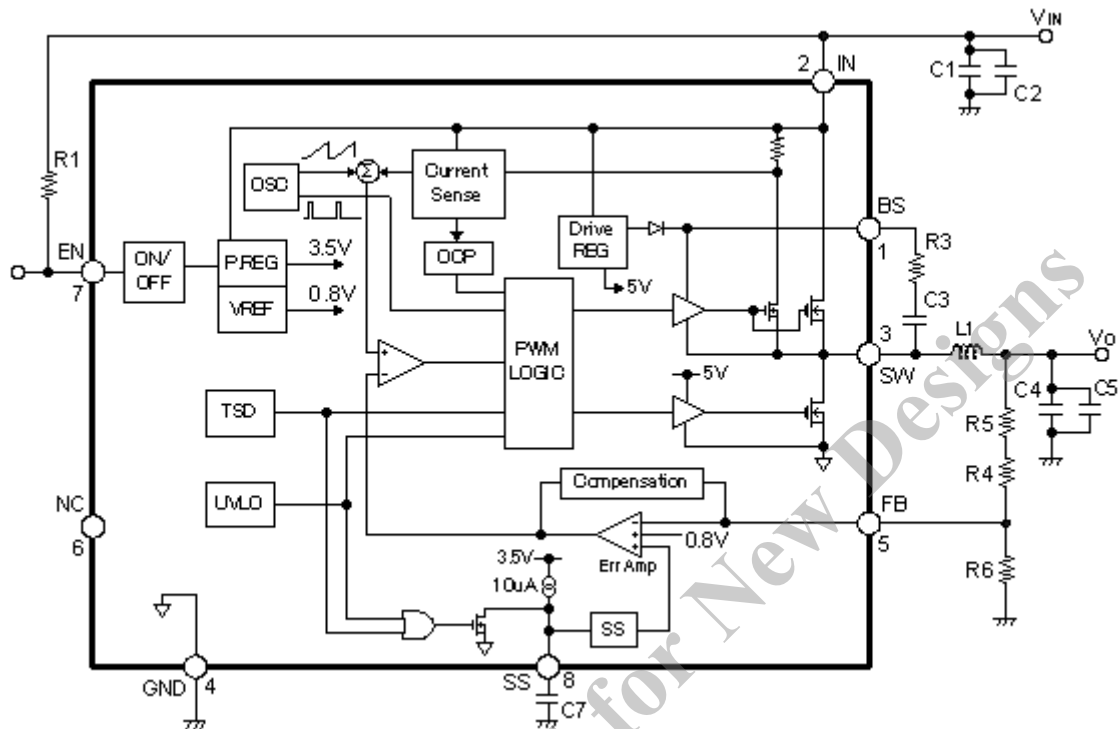 VIN
2 IN
C1
C2
R1
OSC
Σ
Current
Sense
BS
1
EN
7
ON/
OFF
P.REG
3.5V
VREF
0.8V
OCP
Drive
REG
5V
R3
C3
PWM
LOGIC
3
SW
L1
Vo
C4
C5
+
−
5V
TSD
R5
R4
NC
6
UVLO
Compensation
FB
5
−
+
+
0.8V
Err Amp
3.5V
10uA
R6
SS
GND
4
SS
8
C7
for New Designs